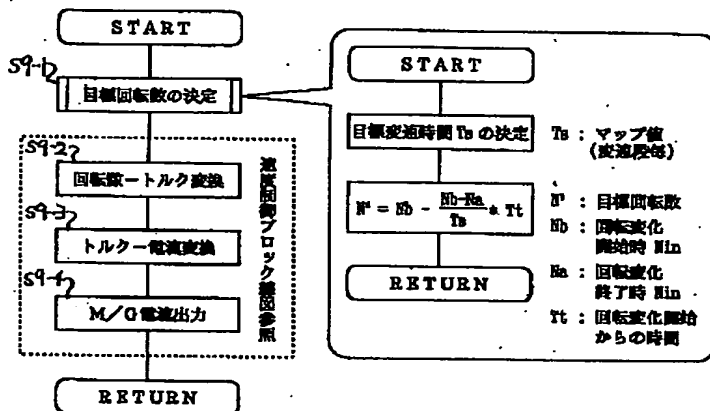 START
S9-1
目標回転数の決定
S9-2
回転数ートルク変換
S9-3
トルクー電流変換
S9-4
M/G電流出力
速度制御ブロック線図参照
RETURN
START
目標変速時間 Ts の決定
Ts : マップ値
(変速段毎)
N* = Nb - (Nb-Na)/Ts * Tt
N* : 目標回転数
Nb : 回転変化
開始時 Nin
Na : 回転変化
終了時 Nin
Tt : 回転変化開始
からの時間
RETURN